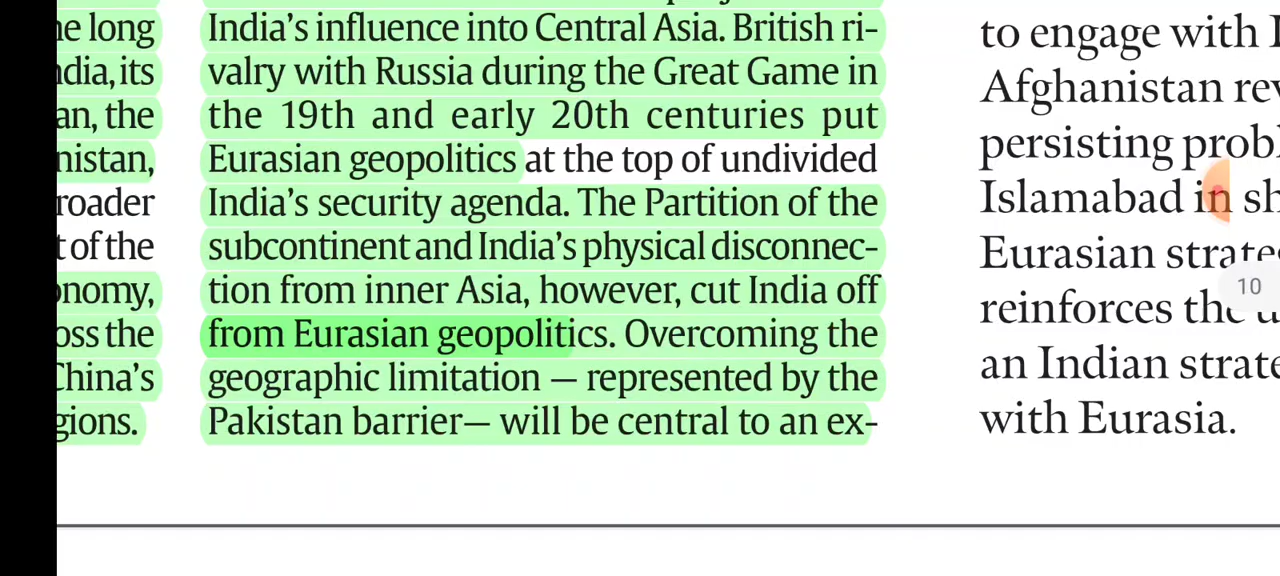 he long
ndia, its
an, the
nistan,
roader
t of the
onomy,
oss the
China's
gions.
India's influence into Central Asia. British ri-
valry with Russia during the Great Game in
the 19th and early 20th centuries put
Eurasian geopolitics at the top of undivided
India's security agenda. The Partition of the
subcontinent and India's physical disconnec-
tion from inner Asia, however, cut India off
from Eurasian geopolitics. Overcoming the
geographic limitation — represented by the
Pakistan barrier— will be central to an ex-
to engage with
Afghanistan rev
persisting probl
Islamabad in sh
Eurasian strate
reinforces the
an Indian strate
with Eurasia.
10